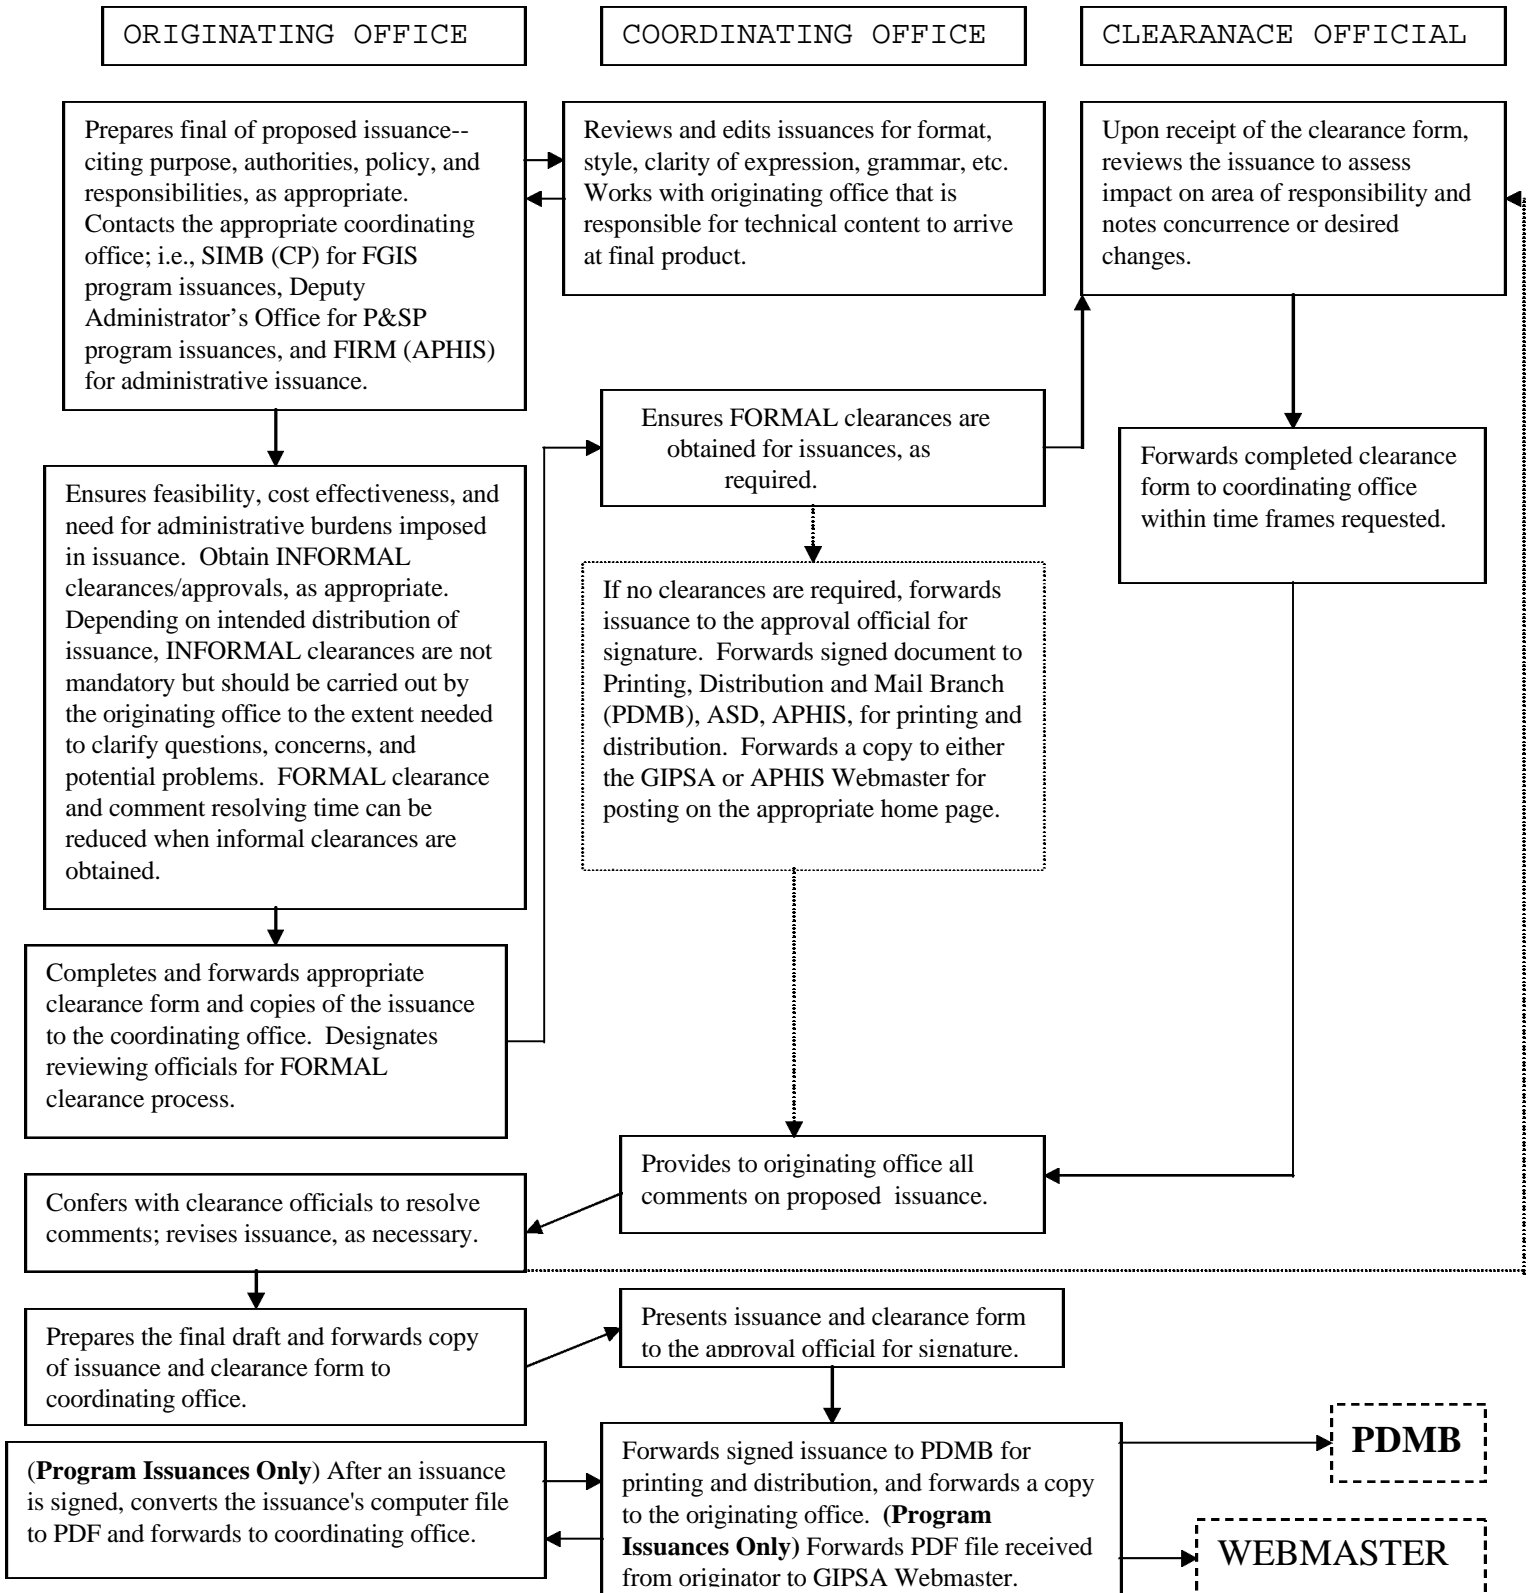 ORIGINATING OFFICE
COORDINATING OFFICE
CLEARANACE OFFICIAL
Prepares final of proposed issuance--
citing purpose, authorities, policy, and
responsibilities, as appropriate.
Contacts the appropriate coordinating
office; i.e., SIMB (CP) for FGIS
program issuances, Deputy
Administrator’s Office for P&SP
program issuances, and FIRM (APHIS)
for administrative issuance.
Reviews and edits issuances for format,
style, clarity of expression, grammar, etc.
Works with originating office that is
responsible for technical content to arrive
at final product.
Upon receipt of the clearance form,
reviews the issuance to assess
impact on area of responsibility and
notes concurrence or desired
changes.
Ensures FORMAL clearances are
obtained for issuances, as
required.
Forwards completed clearance
form to coordinating office
within time frames requested.
Ensures feasibility, cost effectiveness, and
need for administrative burdens imposed
in issuance. Obtain INFORMAL
clearances/approvals, as appropriate.
Depending on intended distribution of
issuance, INFORMAL clearances are not
mandatory but should be carried out by
the originating office to the extent needed
to clarify questions, concerns, and
potential problems. FORMAL clearance
and comment resolving time can be
reduced when informal clearances are
obtained.
If no clearances are required, forwards
issuance to the approval official for
signature. Forwards signed document to
Printing, Distribution and Mail Branch
(PDMB), ASD, APHIS, for printing and
distribution. Forwards a copy to either
the GIPSA or APHIS Webmaster for
posting on the appropriate home page.
Completes and forwards appropriate
clearance form and copies of the issuance
to the coordinating office. Designates
reviewing officials for FORMAL
clearance process.
Provides to originating office all
comments on proposed issuance.
Confers with clearance officials to resolve
comments; revises issuance, as necessary.
Prepares the final draft and forwards copy
of issuance and clearance form to
coordinating office.
Presents issuance and clearance form
to the approval official for signature.
(Program Issuances Only) After an issuance
is signed, converts the issuance's computer file
to PDF and forwards to coordinating office.
Forwards signed issuance to PDMB for
printing and distribution, and forwards a copy
to the originating office. (Program
Issuances Only) Forwards PDF file received
from originator to GIPSA Webmaster.
PDMB
WEBMASTER